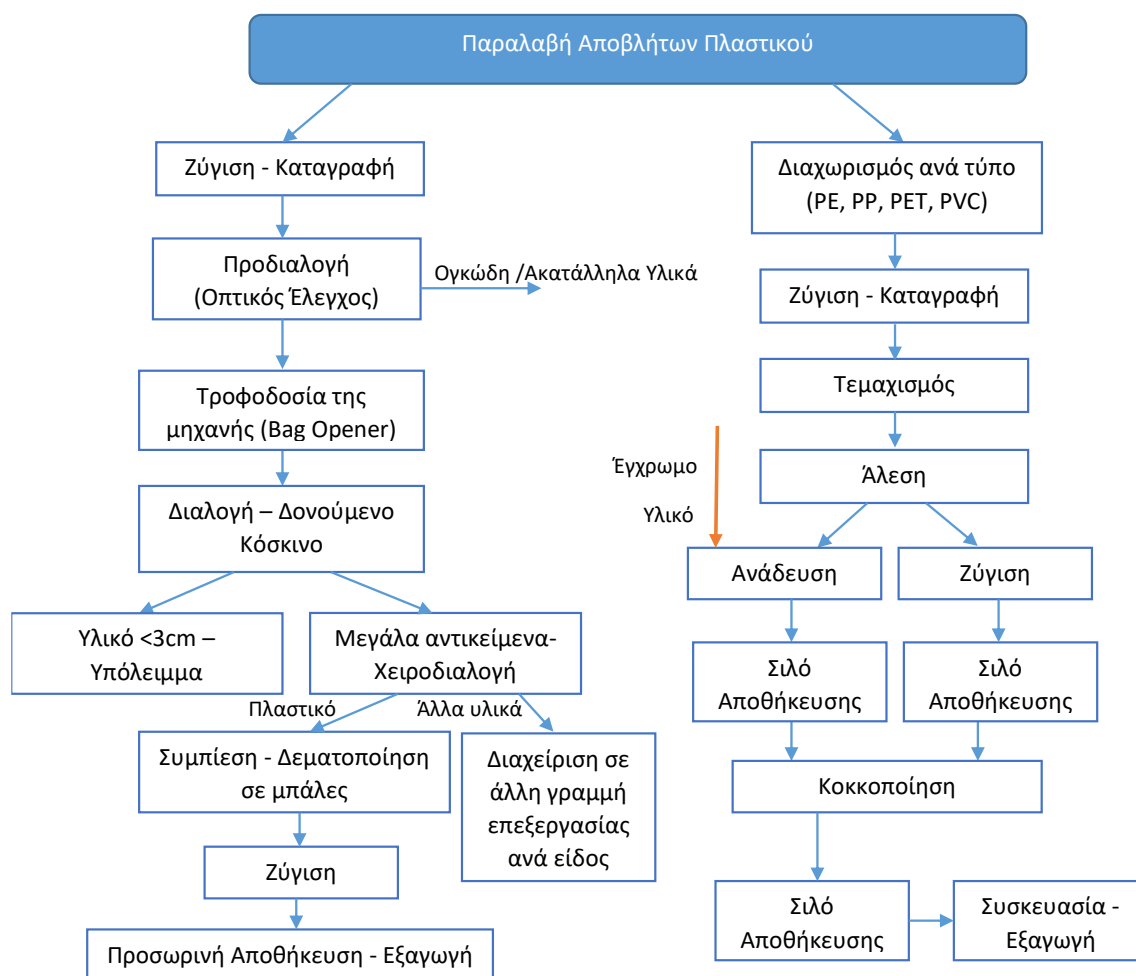 Παραλαβή Αποβλήτων Πλαστικού
Ζύγιση - Καταγραφή
Προδιαλογή
(Οπτικός Έλεγχος)
Ογκώδη /Ακατάλληλα Υλικά
Τροφοδοσία της
μηχανής (Bag Opener)
Διαλογή – Δονούμενο
Κόσκινο
Υλικό <3cm –
Υπόλειμμα
Μεγάλα αντικείμενα-
Χειροδιαλογή
Πλαστικό
Άλλα υλικά
Συμπίεση - Δεματοποίηση
σε μπάλες
Διαχείριση σε
άλλη γραμμή
επεξεργασίας
ανά είδος
Ζύγιση
Προσωρινή Αποθήκευση - Εξαγωγή
Διαχωρισμός ανά τύπο
(PE, PP, PET, PVC)
Ζύγιση - Καταγραφή
Τεμαχισμός
Άλεση
Έγχρωμο
Υλικό
Ανάδευση
Ζύγιση
Σιλό
Αποθήκευσης
Σιλό
Αποθήκευσης
Κοκκοποίηση
Σιλό
Αποθήκευσης
Συσκευασία -
Εξαγωγή